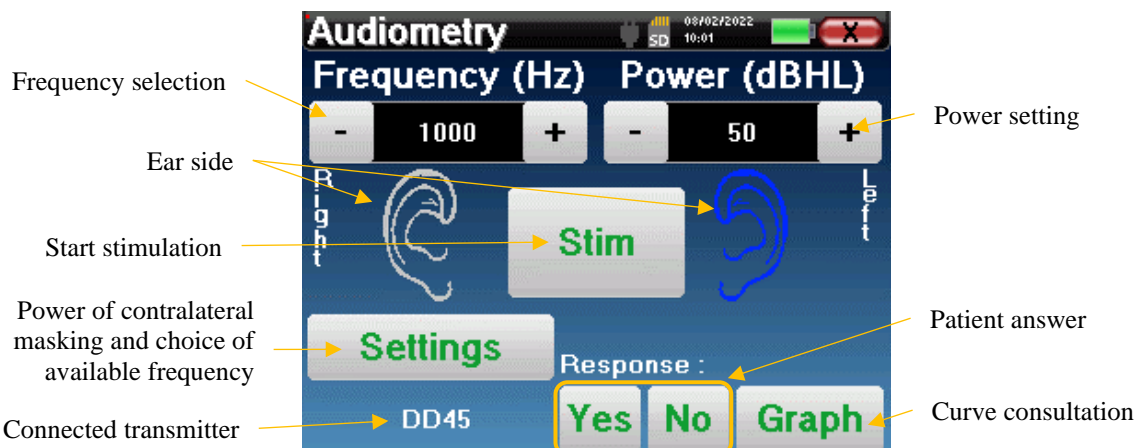 Audiometry
SD
08/02/2022
10:01
X
Frequency (Hz)
Power (dBHL)
Frequency selection
-
1000
+
-
50
+
Power setting
Ear side
Right
Left
Start stimulation
Stim
Power of contralateral
masking and choice of
available frequency
Settings
Patient answer
Response :
Connected transmitter
DD45
Yes
No
Graph
Curve consultation